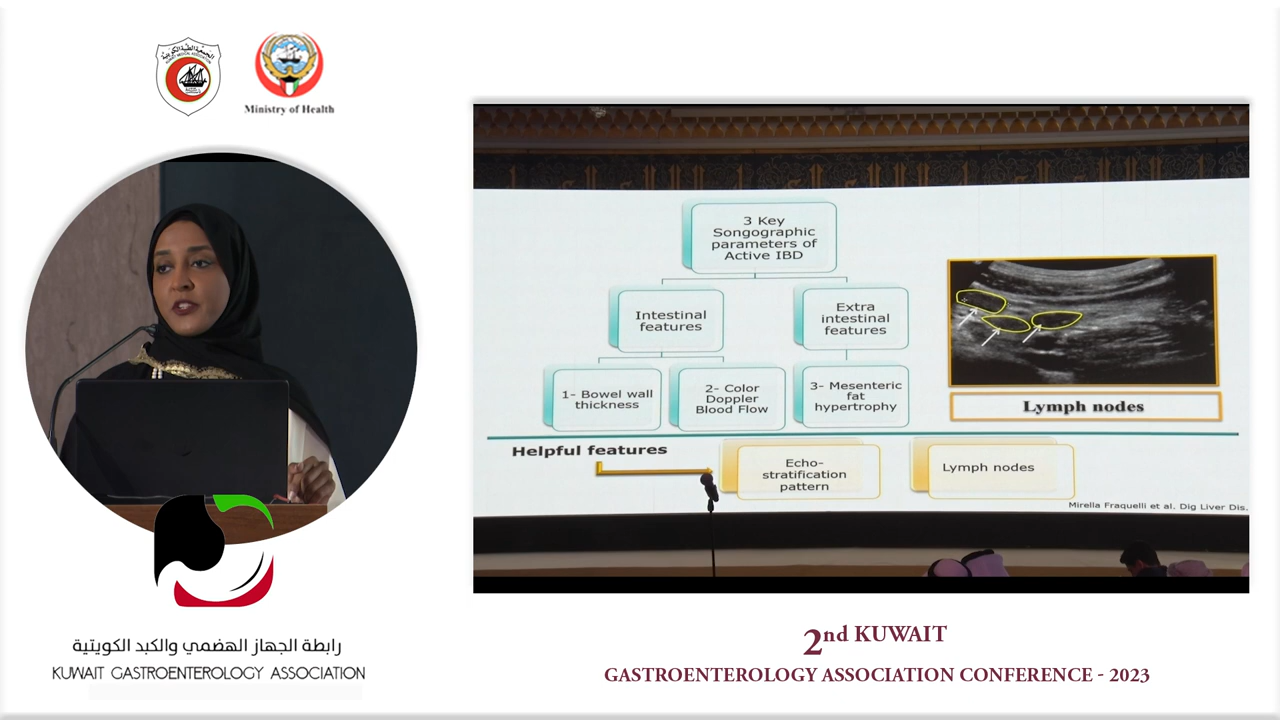 Ministry of Health
3 Key
Songographic
parameters of
Active IBD
Intestinal
features
Extra
intestinal
features
1- Bowel wall
thickness
2- Color
Doppler
Blood Flow
3- Mesenteric
fat
hypertrophy
Lymph nodes
Helpful features
Echo-
stratification
pattern
Lymph nodes
Mirella Fraquelli et al. Dig Liver Dis.
رابطة الجهاز الهضمي والكبد الكويتية
KUWAIT GASTROENTEROLOGY ASSOCIATION
2nd KUWAIT
GASTROENTEROLOGY ASSOCIATION CONFERENCE - 2023